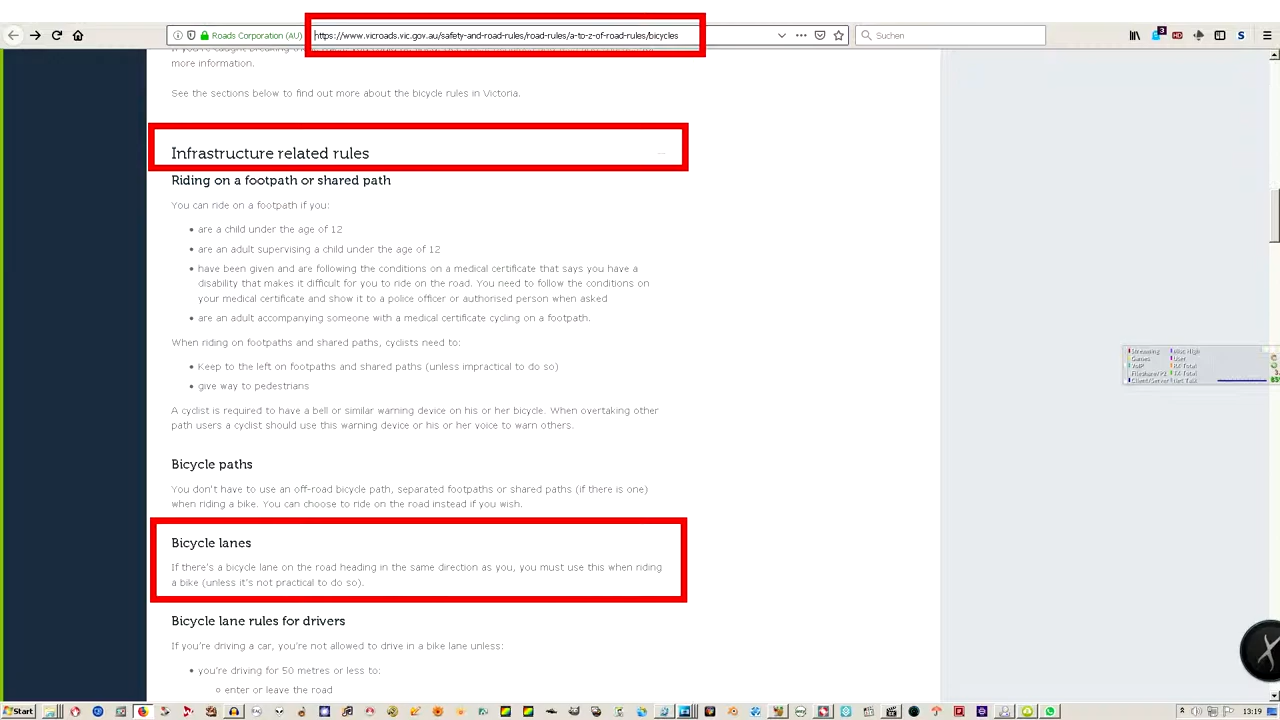 Roads Corporation (AU)
https://www.vicroads.vic.gov.au/safety-and-road-rules/road-rules/a-to-z-of-road-rules/bicycles
Suchen
more information.
See the sections below to find out more about the bicycle rules in Victoria.
Infrastructure related rules
Riding on a footpath or shared path
You can ride on a footpath if you:
• are a child under the age of 12
• are an adult supervising a child under the age of 12
• have been given and are following the conditions on a medical certificate that says you have a
disability that makes it difficult for you to ride on the road. You need to follow the conditions on
your medical certificate and show it to a police officer or authorised person when asked
• are an adult accompanying someone with a medical certificate cycling on a footpath.
When riding on footpaths and shared paths, cyclists need to:
• Keep to the left on footpaths and shared paths (unless impractical to do so)
• give way to pedestrians
A cyclist is required to have a bell or similar warning device on his or her bicycle. When overtaking other
path users a cyclist should use this warning device or his or her voice to warn others.
Bicycle paths
You don't have to use an off-road bicycle path, separated footpaths or shared paths (if there is one)
when riding a bike. You can choose to ride on the road instead if you wish.
Bicycle lanes
If there's a bicycle lane on the road heading in the same direction as you, you must use this when riding
a bike (unless it's not practical to do so).
Bicycle lane rules for drivers
If you're driving a car, you're not allowed to drive in a bike lane unless:
• you're driving for 50 metres or less to:
o enter or leave the road
Streaming
Games User
VoIP RX Total
TX Total
Client/Server Net Talk
Start
13:19